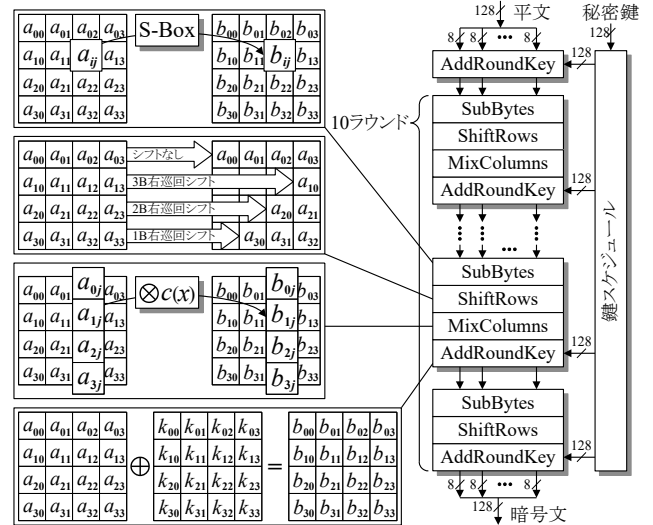 128 平文 秘密鍵
8 8 ••• 8 128
AddRoundKey 128
10ラウンド
SubBytes
ShiftRows
MixColumns
AddRoundKey 128
••• ••• ••• •••
SubBytes
ShiftRows
MixColumns
AddRoundKey 128
SubBytes
ShiftRows
AddRoundKey 128
8 8 ••• 8
128
暗号文
鍵スケジュール
a00 a01 a02 a03 S-Box b00 b01 b02 b03
a10 a11 aij a13 b10 b11 bij b13
a20 a21 a22 a23 b20 b21 b22 b23
a30 a31 a32 a33 b30 b31 b32 b33
a00 a01 a02 a03 シフトなし a00 a01 a02 a03
a10 a11 a12 a13 3B右巡回シフト a10
a20 a21 a22 a23 2B右巡回シフト a20 a21
a30 a31 a32 a33 1B右巡回シフト a30 a31 a32
a00 a01 a0j a03 ⊗c(x) b00 b01 b0j b03
a10 a11 a1j a13 b10 b11 b1j b13
a20 a21 a2j a23 b20 b21 b2j b23
a30 a31 a3j a33 b30 b31 b3j b33
a00 a01 a02 a03 k00 k01 k02 k03 b00 b01 b02 b03
a10 a11 a12 a13 ⊕ k10 k11 k12 k13 = b10 b11 b12 b13
a20 a21 a22 a23 k20 k21 k22 k23 b20 b21 b22 b23
a30 a31 a32 a33 k30 k31 k32 k33 b30 b31 b32 b33